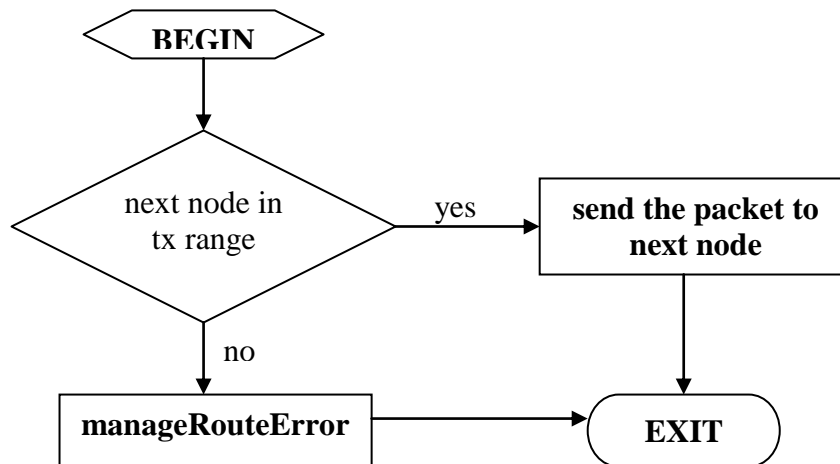 BEGIN
next node in
tx range
yes
send the packet to
next node
no
manageRouteError
EXIT